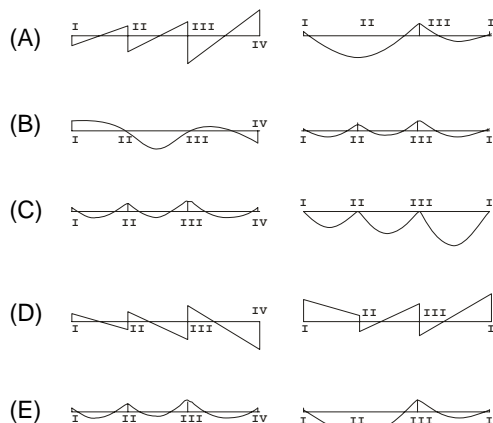 (A) I II III IV I II III I
(B) I II III IV I II III I
(C) I II III IV I II III I
(D) I II III IV I II III I
(E) I II III IV I II III I